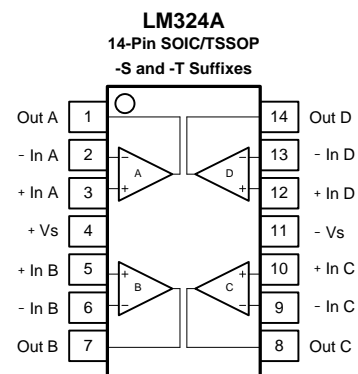 LM324A
14-Pin SOIC/TSSOP
-S and -T Suffixes
Out A 1 14 Out D
- In A 2 - - 13 - In D
+ In A 3 + A D + 12 + In D
+ Vs 4 11 - Vs
+ In B 5 + + 10 + In C
- In B 6 - B C - 9 - In C
Out B 7 8 Out C